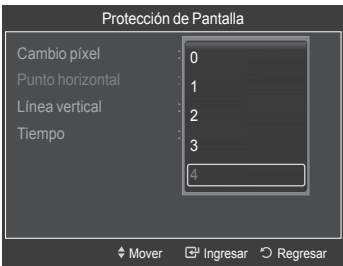 Protección de Pantalla
Cambio píxel :
Punto horizontal :
Línea vertical :
Tiempo :
0
1
2
3
4
Mover Ingresar Regresar